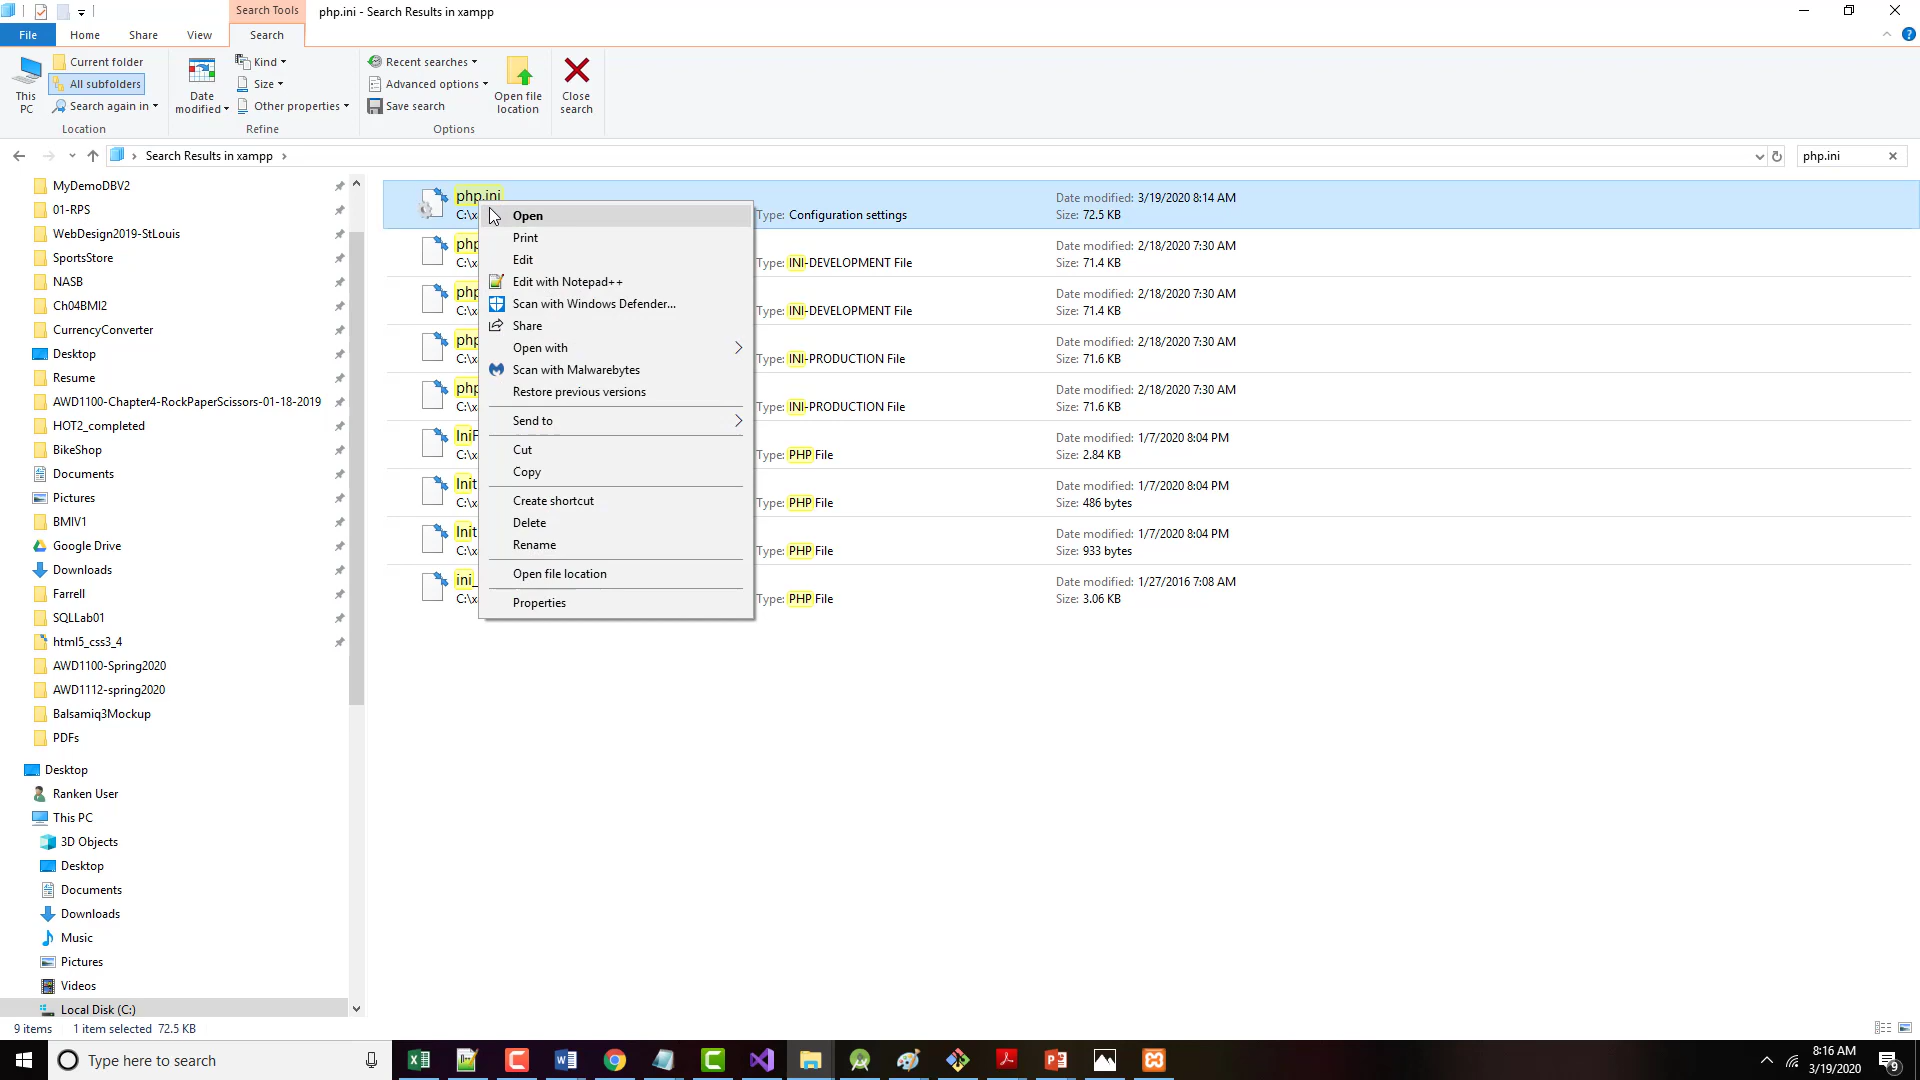 Search Tools
php.ini - Search Results in xampp
File
Home
Share
View
Search
This PC
Current folder
All subfolders
Search again in
Location
Date modified
Kind
Size
Other properties
Refine
Recent searches
Advanced options
Save search
Options
Open file location
Close search
Search Results in xampp
php.ini
MyDemoDBV2
01-RPS
WebDesign2019-StLouis
SportsStore
NASB
Ch04BMI2
CurrencyConverter
Desktop
Resume
AWD1100-Chapter4-RockPaperScissors-01-18-2019
HOT2_completed
BikeShop
Documents
Pictures
BMIV1
Google Drive
Downloads
Farrell
SQLLab01
html5_css3_4
AWD1100-Spring2020
AWD1112-spring2020
Balsamiq3Mockup
PDFs
Desktop
Ranken User
This PC
3D Objects
Desktop
Documents
Downloads
Music
Pictures
Videos
Local Disk (C:)
php.ini
C:\x
Type: Configuration settings
Date modified: 3/19/2020 8:14 AM
Size: 72.5 KB
php
C:\x
Type: INI-DEVELOPMENT File
Date modified: 2/18/2020 7:30 AM
Size: 71.4 KB
php
C:\x
Type: INI-DEVELOPMENT File
Date modified: 2/18/2020 7:30 AM
Size: 71.4 KB
php
C:\x
Type: INI-PRODUCTION File
Date modified: 2/18/2020 7:30 AM
Size: 71.6 KB
php
C:\x
Type: INI-PRODUCTION File
Date modified: 2/18/2020 7:30 AM
Size: 71.6 KB
IniF
C:\x
Type: PHP File
Date modified: 1/7/2020 8:04 PM
Size: 2.84 KB
Init
C:\x
Type: PHP File
Date modified: 1/7/2020 8:04 PM
Size: 486 bytes
Init
C:\x
Type: PHP File
Date modified: 1/7/2020 8:04 PM
Size: 933 bytes
ini_
C:\x
Type: PHP File
Date modified: 1/27/2016 7:08 AM
Size: 3.06 KB
Open
Print
Edit
Edit with Notepad++
Scan with Windows Defender...
Share
Open with
Scan with Malwarebytes
Restore previous versions
Send to
Cut
Copy
Create shortcut
Delete
Rename
Open file location
Properties
9 items
1 item selected 72.5 KB
Type here to search
8:16 AM
3/19/2020
9